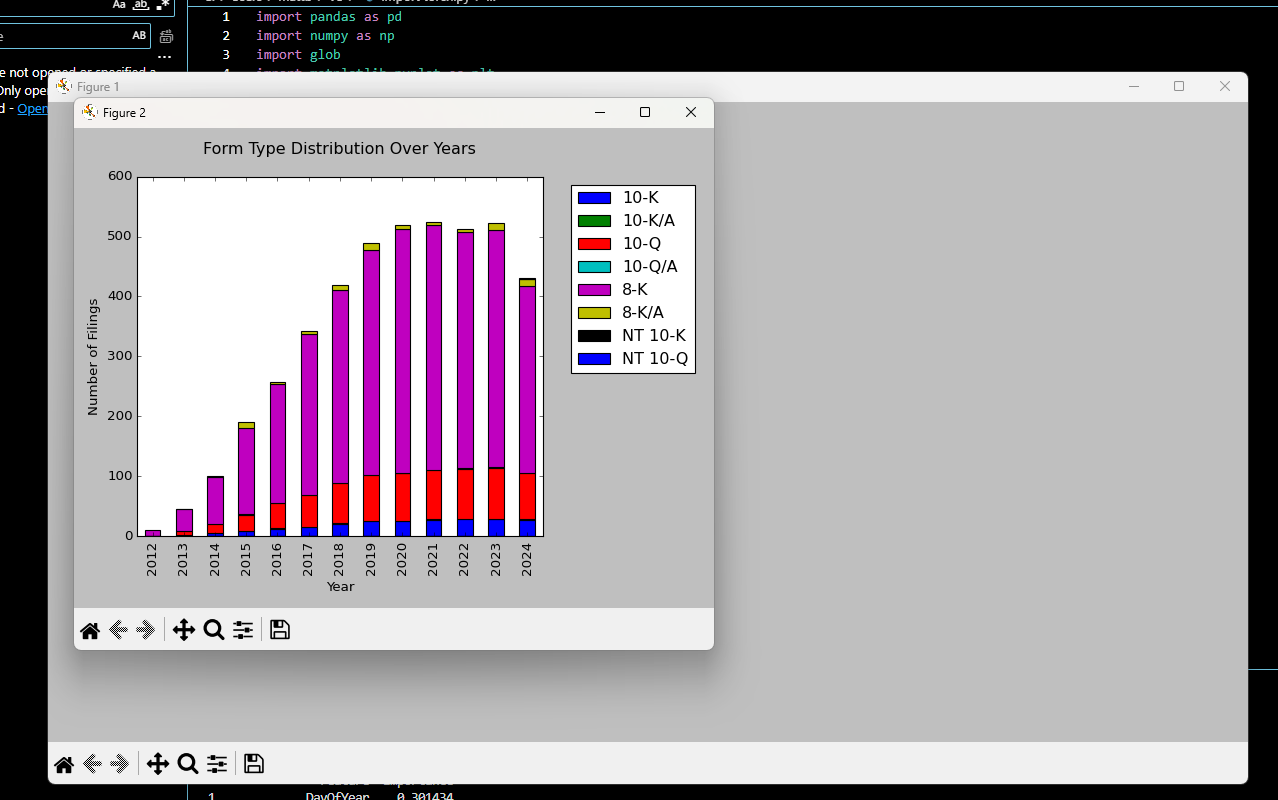 Aa ab .*
1 import pandas as pd
AB
2 import numpy as np
3 import glob
not opened or specified a
Only open
d - Open
Figure 1
Figure 2
Form Type Distribution Over Years
600
500
400
300
200
100
0
Number of Filings
2012 2013 2014 2015 2016 2017 2018 2019 2020 2021 2022 2023 2024
Year
10-K
10-K/A
10-Q
10-Q/A
8-K
8-K/A
NT 10-K
NT 10-Q
1 DayOfYear 0.301434